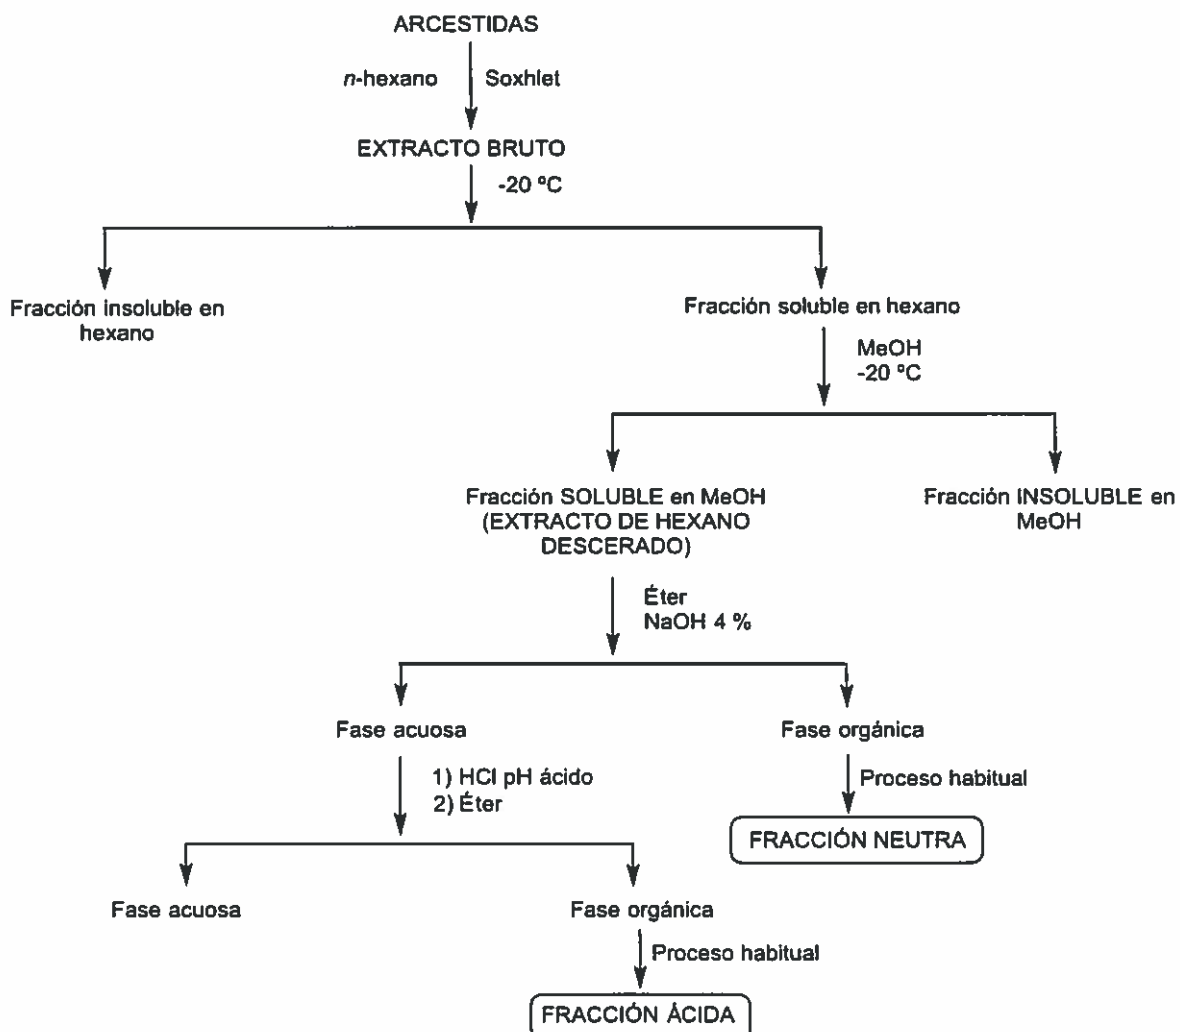 ARCESTIDAS
n-hexano Soxhlet
EXTRACTO BRUTO
-20 ºC
Fracción insoluble en
hexano
Fracción soluble en hexano
MeOH
-20 ºC
Fracción SOLUBLE en MeOH
(EXTRACTO DE HEXANO
DESCERADO)
Fracción INSOLUBLE en
MeOH
Éter
NaOH 4 %
Fase acuosa
Fase orgánica
1) HCl pH ácido
2) Éter
Proceso habitual
FRACCIÓN NEUTRA
Fase acuosa
Fase orgánica
Proceso habitual
FRACCIÓN ÁCIDA